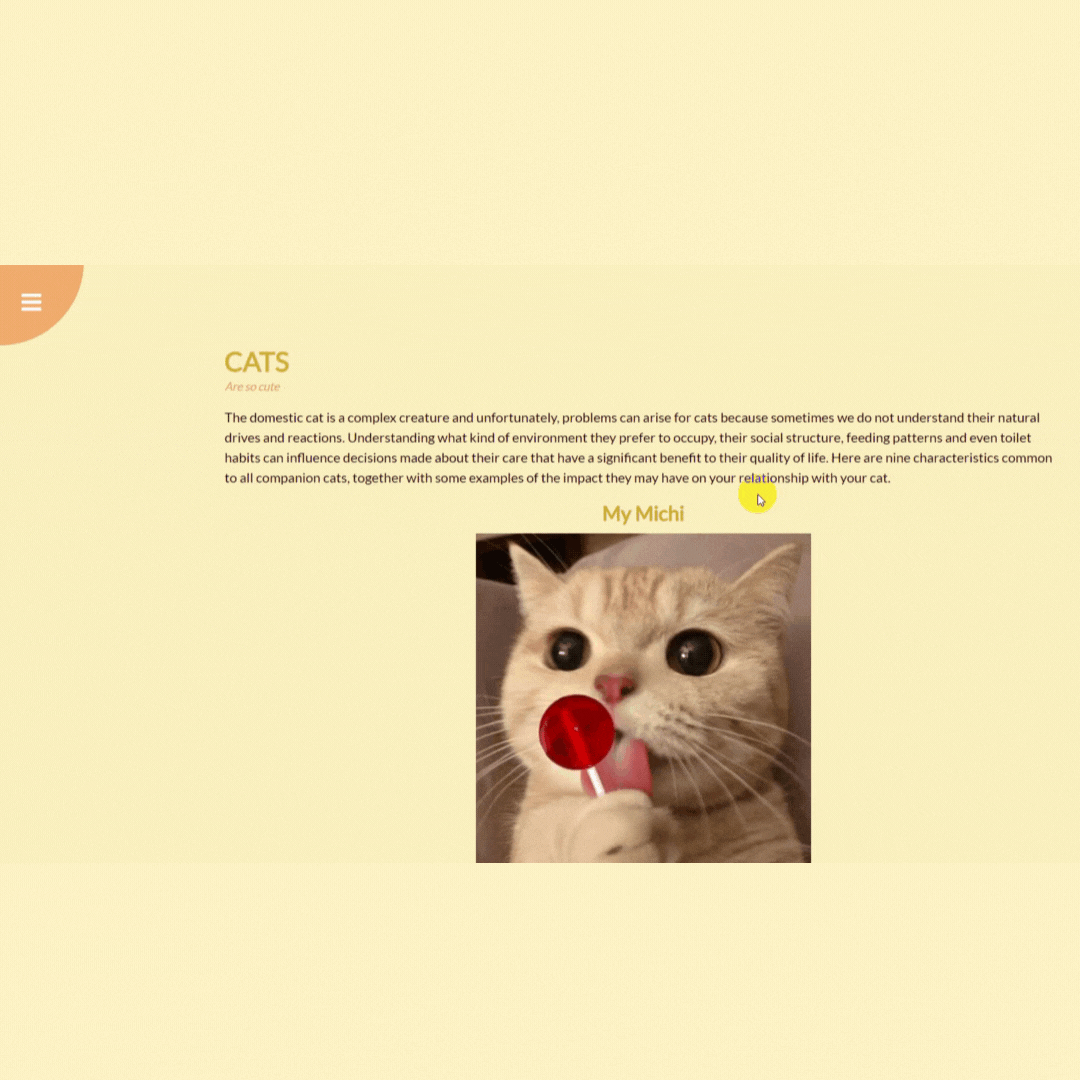 CATS
Are so cute
The domestic cat is a complex creature and unfortunately, problems can arise for cats because sometimes we do not understand their natural
drives and reactions. Understanding what kind of environment they prefer to occupy, their social structure, feeding patterns and even toilet
habits can influence decisions made about their care that have a significant benefit to their quality of life. Here are nine characteristics common
to all companion cats, together with some examples of the impact they may have on your relationship with your cat.
My Michi